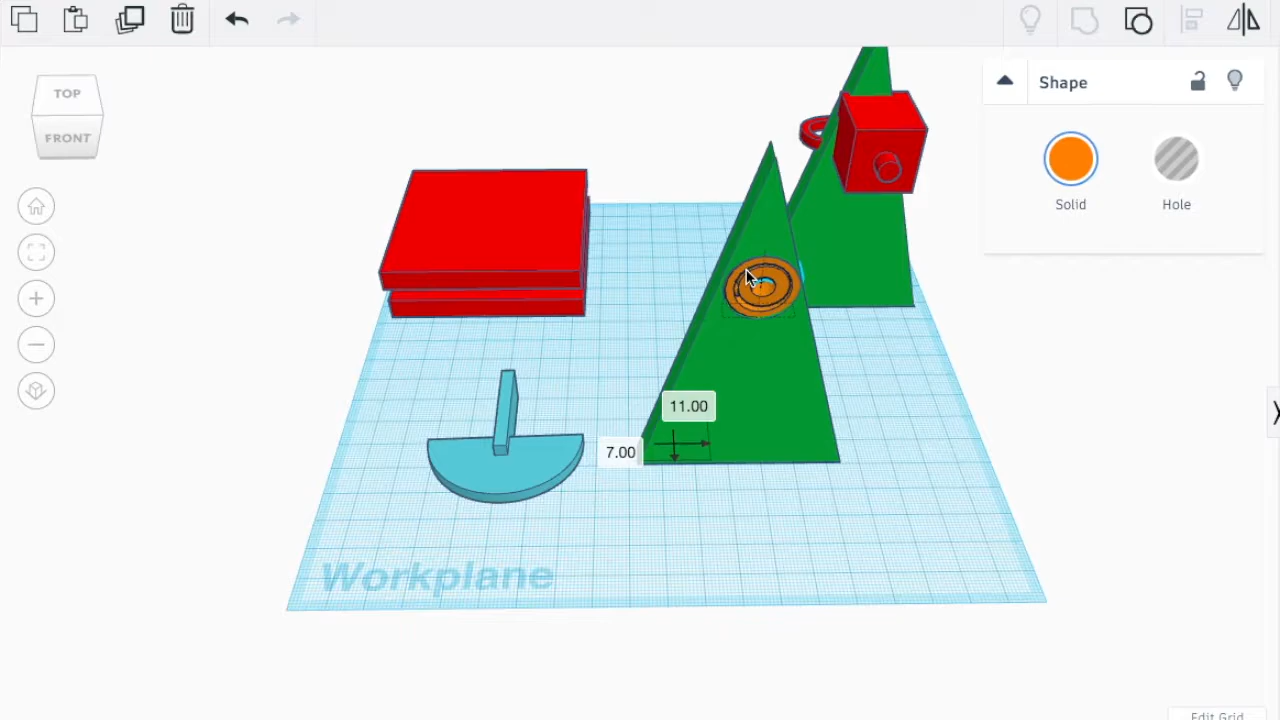 TOP
FRONT
Shape
Solid
Hole
11.00
7.00
Workplane
Edit Grid